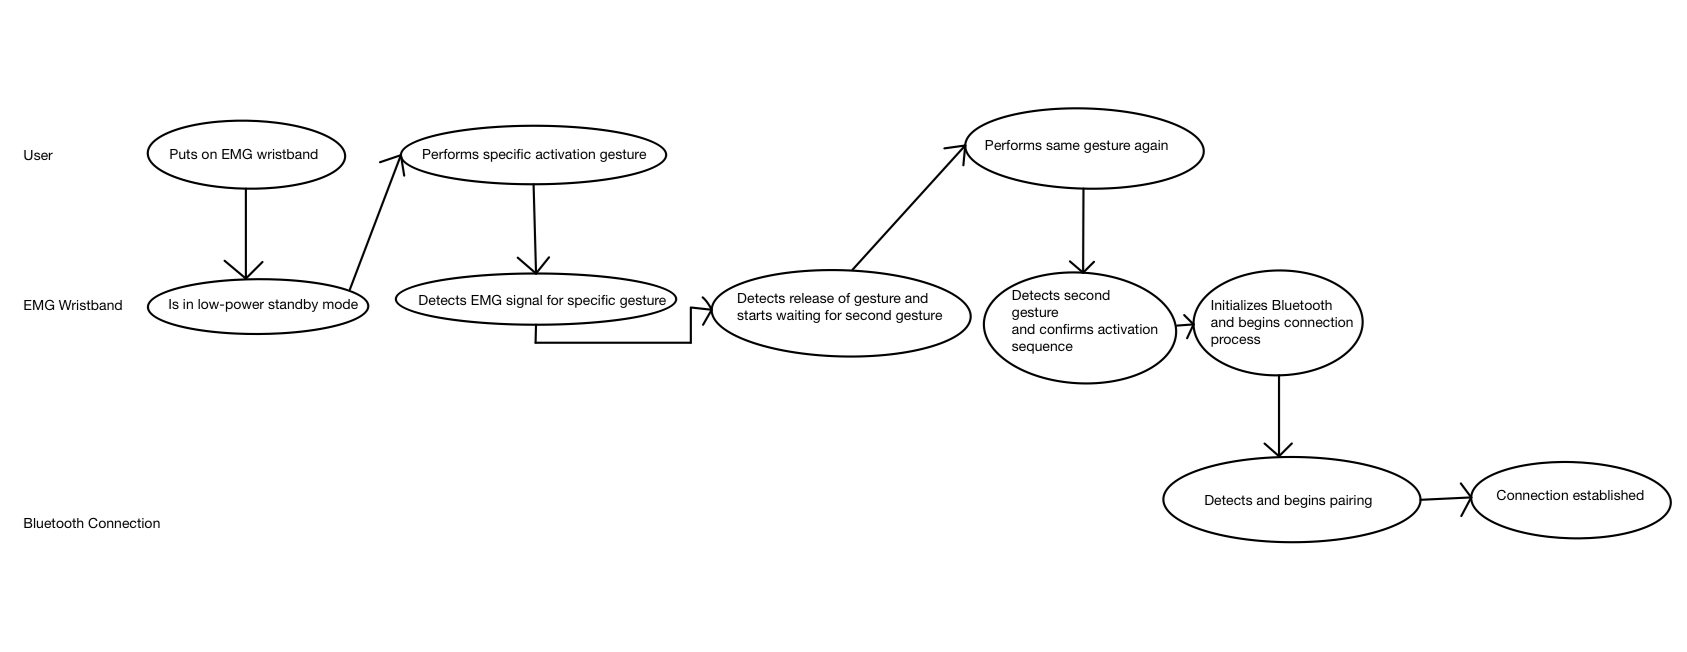 User
Puts on EMG wristband
Performs specific activation gesture
Performs same gesture again
EMG Wristband
Is in low-power standby mode
Detects EMG signal for specific gesture
Detects release of gesture and
starts waiting for second gesture
Detects second
gesture
and confirms activation
sequence
Initializes Bluetooth
and begins connection
process
Bluetooth Connection
Detects and begins pairing
Connection established